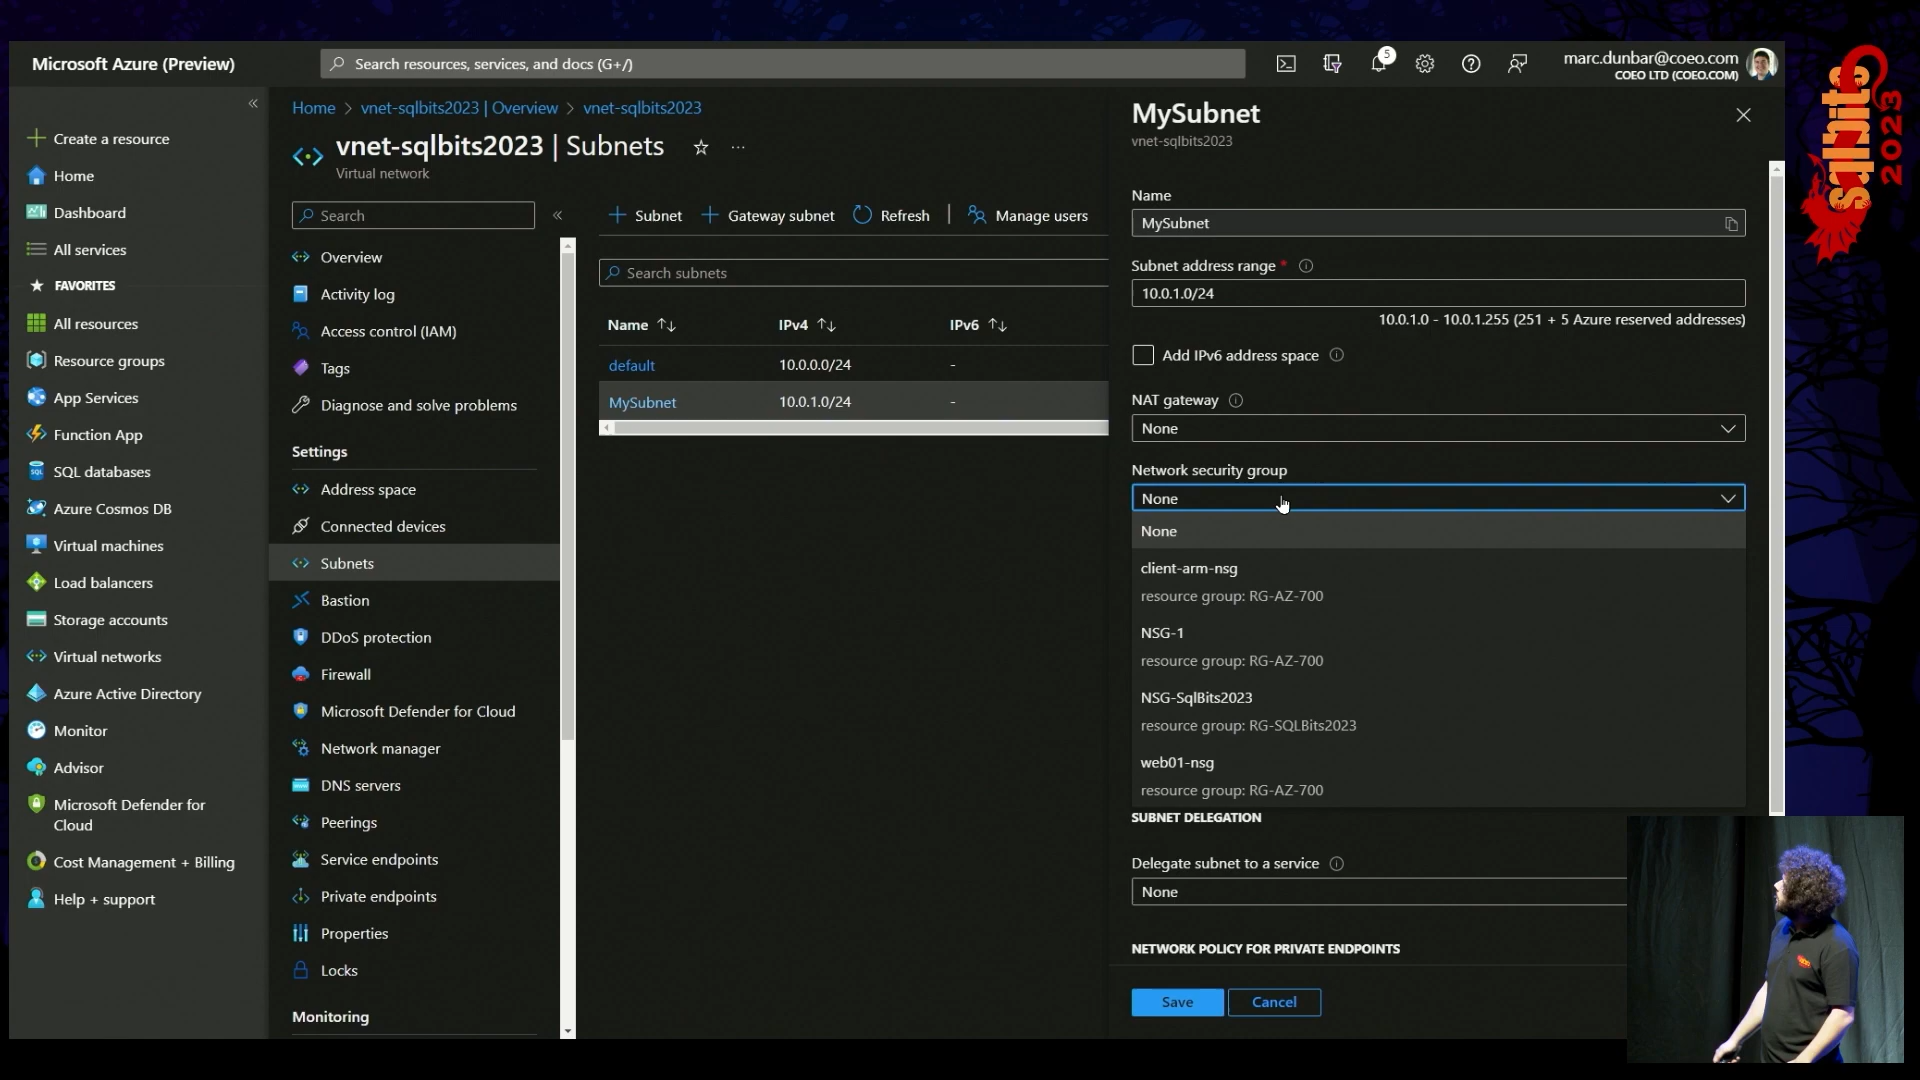 Microsoft Azure (Preview)
Search resources, services, and docs (G+/)
5
marc.dunbar@coeo.com
COEO LTD (COEO.COM)
sqlbits
2023
Create a resource
Home
Dashboard
All services
FAVORITES
All resources
Resource groups
App Services
Function App
SQL databases
Azure Cosmos DB
Virtual machines
Load balancers
Storage accounts
Virtual networks
Azure Active Directory
Monitor
Advisor
Microsoft Defender for
Cloud
Cost Management + Billing
Help + support
Home > vnet-sqlbits2023 | Overview > vnet-sqlbits2023
vnet-sqlbits2023 | Subnets
Virtual network
Search
Overview
Activity log
Access control (IAM)
Tags
Diagnose and solve problems
Settings
Address space
Connected devices
Subnets
Bastion
DDoS protection
Firewall
Microsoft Defender for Cloud
Network manager
DNS servers
Peerings
Service endpoints
Private endpoints
Properties
Locks
Monitoring
Subnet
Gateway subnet
Refresh
Manage users
Search subnets
Name IPv4 IPv6
default 10.0.0.0/24 -
MySubnet 10.0.1.0/24 -
MySubnet
vnet-sqlbits2023
Name
MySubnet
Subnet address range *
10.0.1.0/24
10.0.1.0 - 10.0.1.255 (251 + 5 Azure reserved addresses)
Add IPv6 address space
NAT gateway
None
Network security group
None
None
client-arm-nsg
resource group: RG-AZ-700
NSG-1
resource group: RG-AZ-700
NSG-SqlBits2023
resource group: RG-SQLBits2023
web01-nsg
resource group: RG-AZ-700
SUBNET DELEGATION
Delegate subnet to a service
None
NETWORK POLICY FOR PRIVATE ENDPOINTS
Save
Cancel